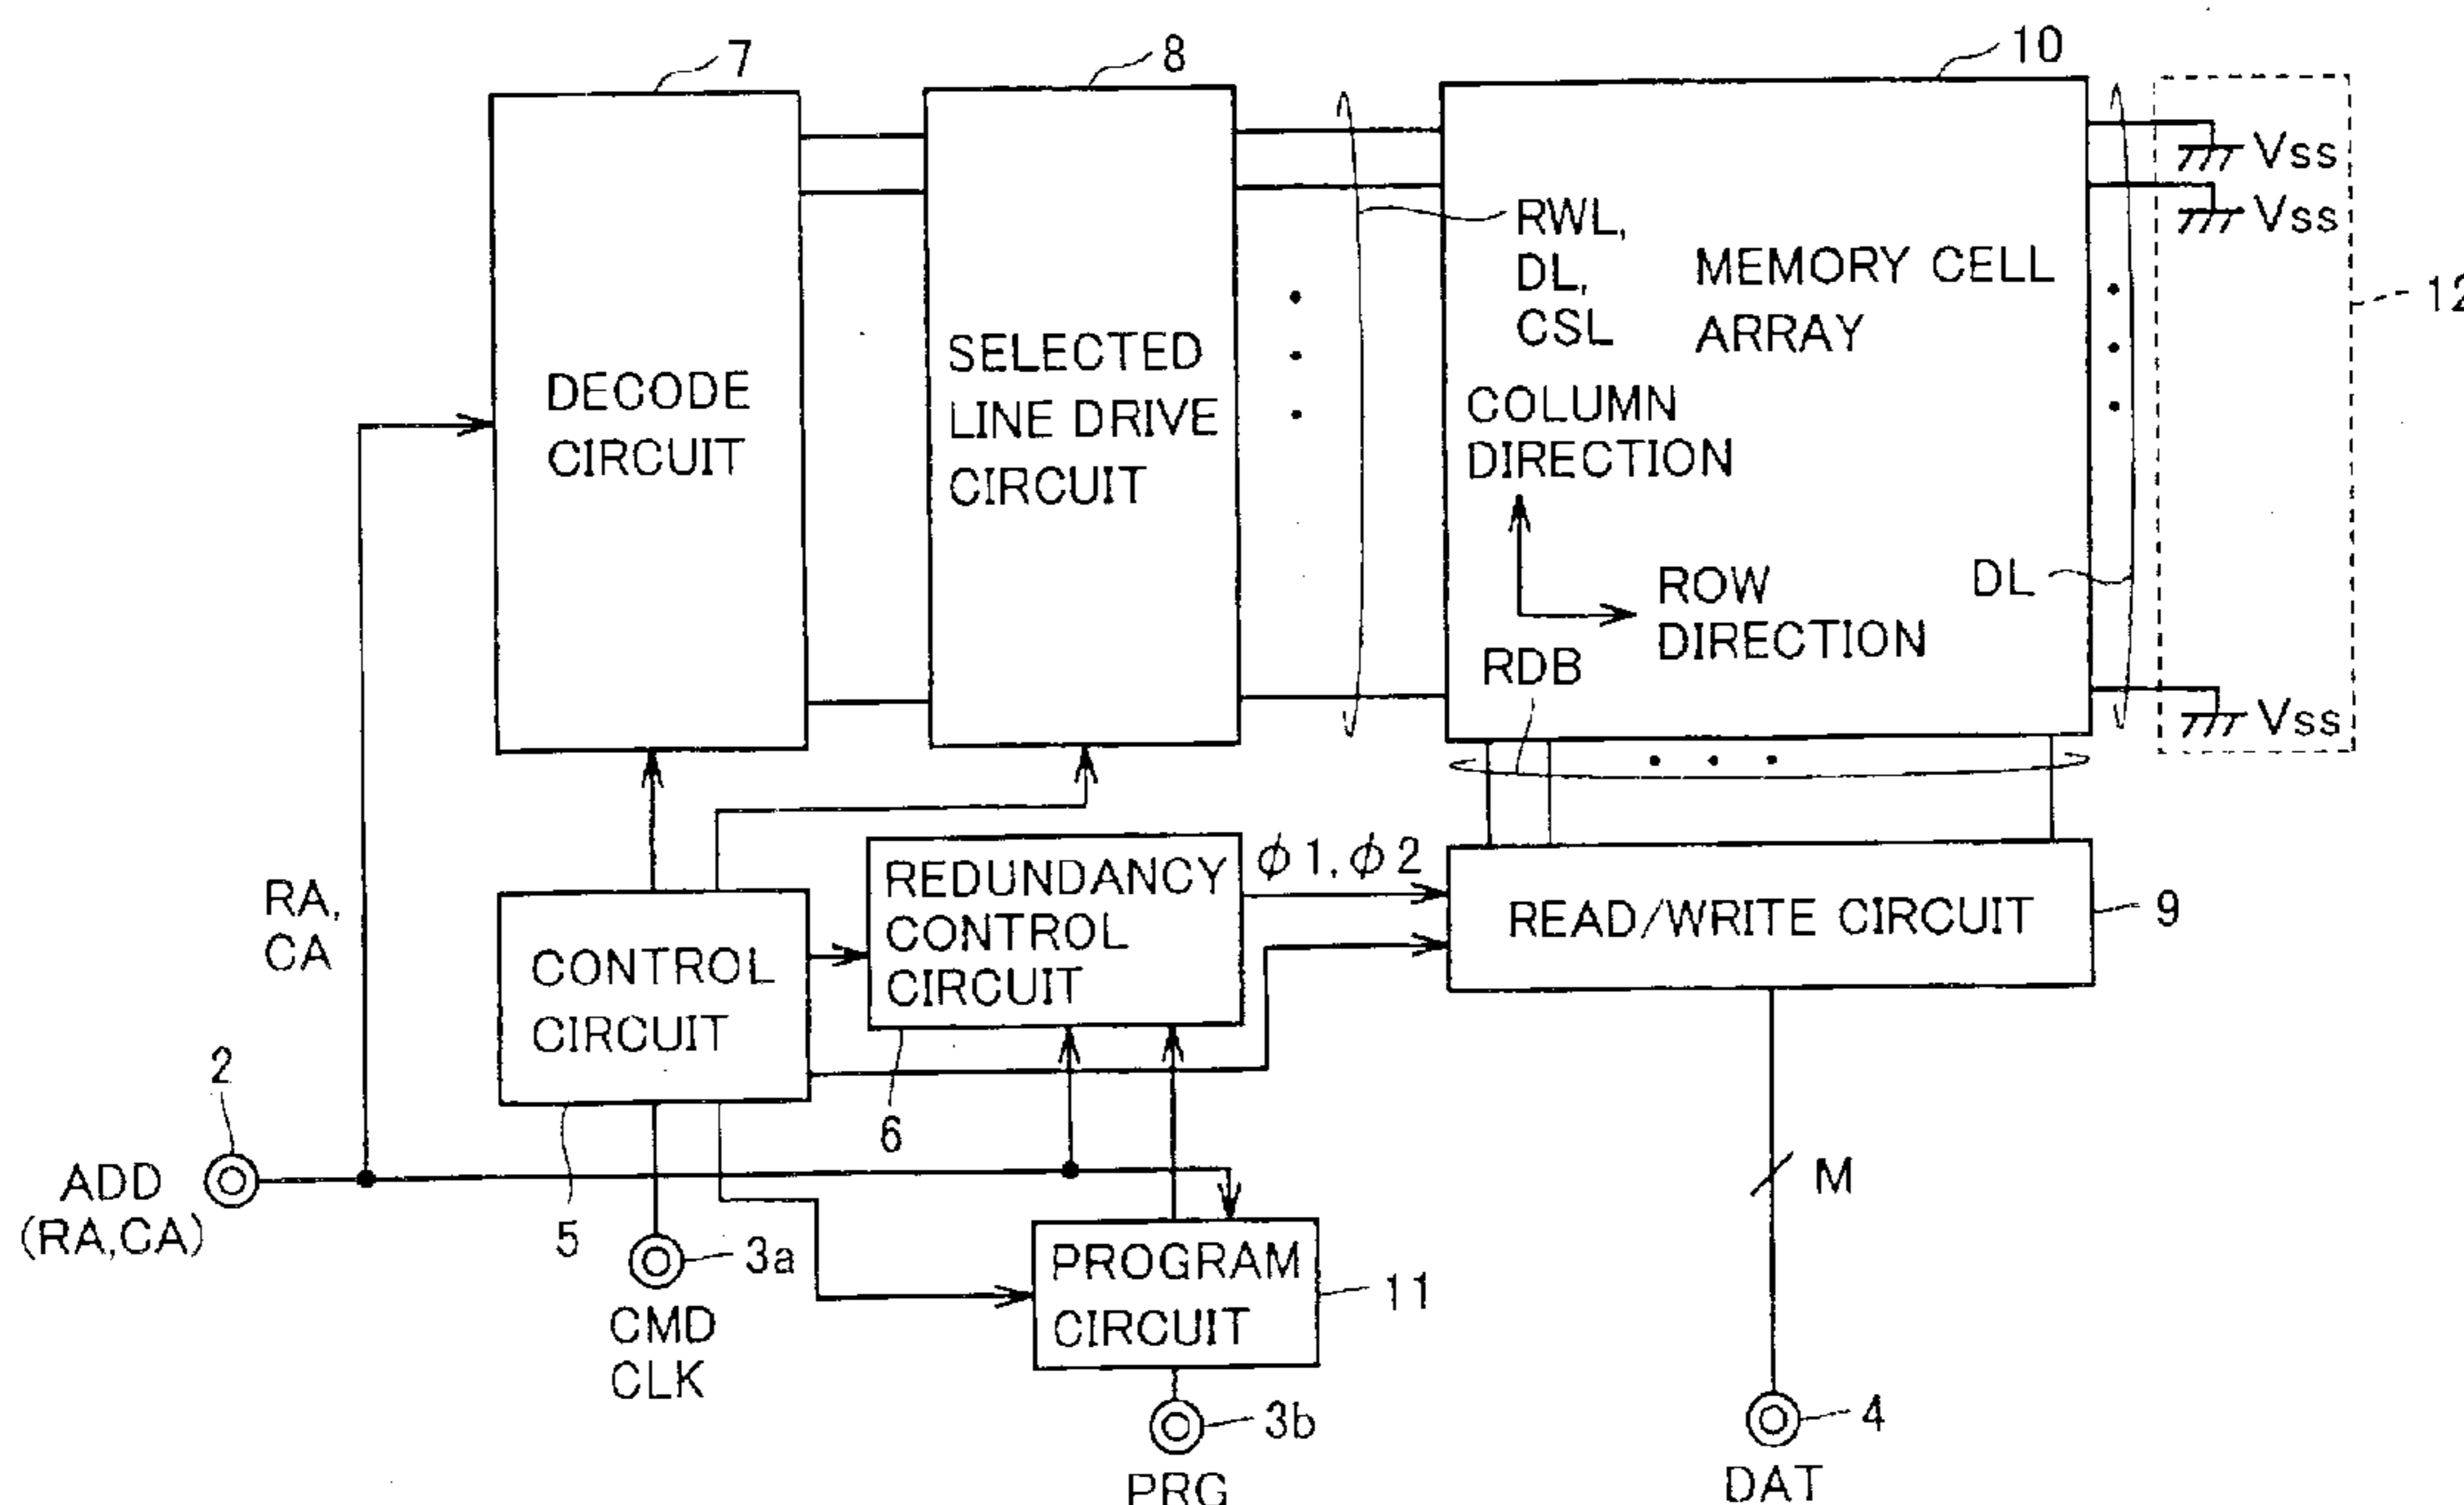 7
8
10
Vss
Vss
RWL,
DL,
CSL
MEMORY CELL
ARRAY
12
SELECTED
LINE DRIVE
CIRCUIT
DECODE
CIRCUIT
COLUMN
DIRECTION
ROW
DIRECTION
DL
RDB
Vss
RA,
CA
REDUNDANCY
CONTROL
CIRCUIT
ϕ1,ϕ2
READ/WRITE CIRCUIT
9
CONTROL
CIRCUIT
2
6
ADD
(RA,CA)
5
3a
CMD
CLK
PROGRAM
CIRCUIT
11
M
3b
PRG
4
DAT